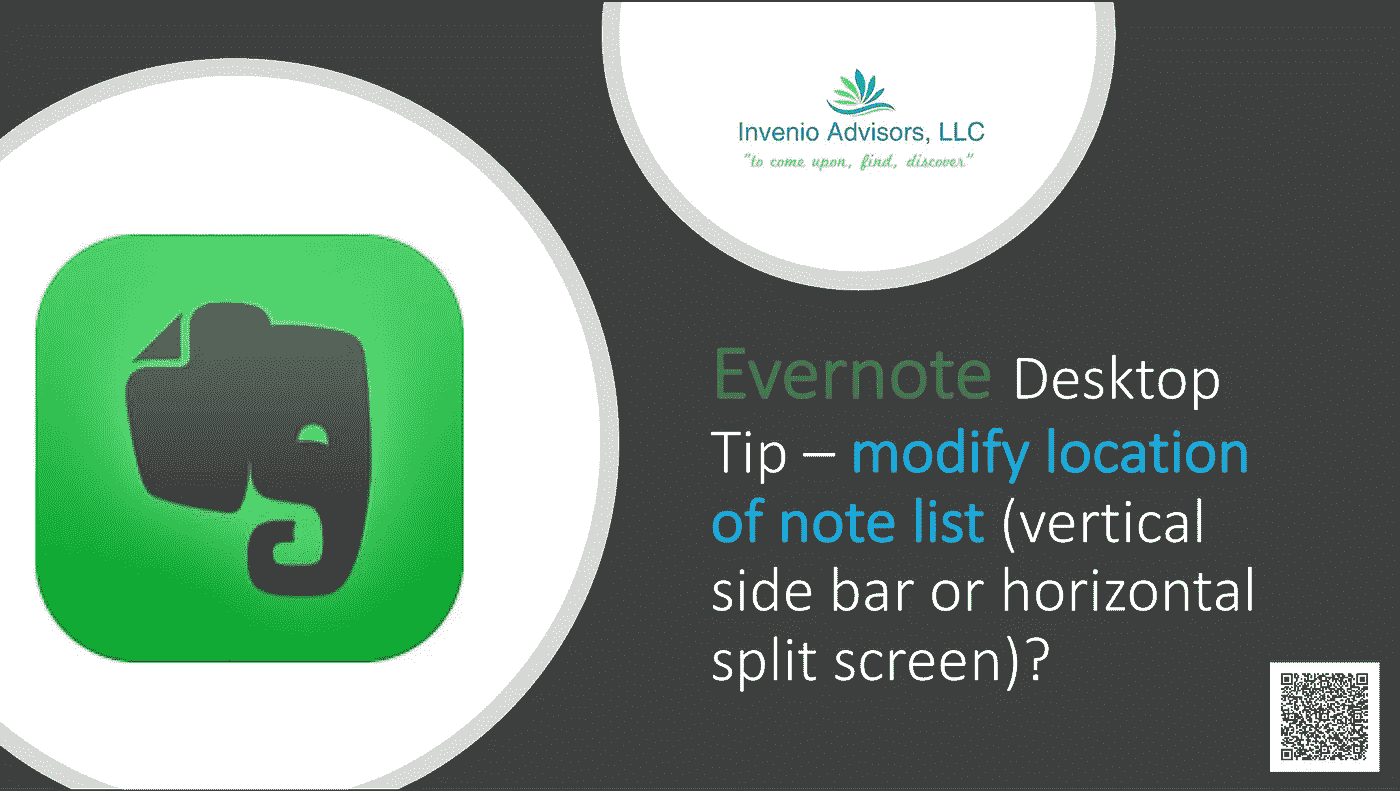 Invenio Advisors, LLC
"to come upon, find, discover"
Evernote Desktop
Tip – modify location
of note list (vertical
side bar or horizontal
split screen)?